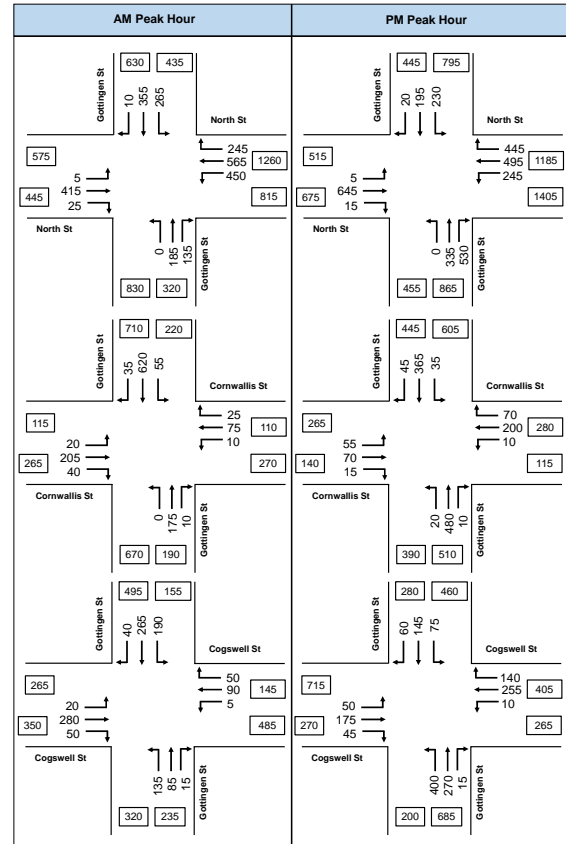 AM Peak Hour
PM Peak Hour
630 435
Gottingen St
10 355 265
North St
575
245
565 1260
450
5
415
25
445
815
North St
0 185 135
Gottingen St
830 320
445 795
Gottingen St
20 195 230
North St
515
445
495 1185
245
5
645
15
675
1405
North St
0 335 530
Gottingen St
455 865
710 220
Gottingen St
35 620 55
Cornwallis St
115
25
75 110
10
20
205
40
265
270
Cornwallis St
0 175 10
Gottingen St
670 190
445 605
Gottingen St
45 365 35
Cornwallis St
265
70
200 280
10
55
70
15
140
115
Cornwallis St
20 480 10
Gottingen St
390 510
495 155
Gottingen St
40 265 190
Cogswell St
265
50
90 145
5
20
280
50
350
485
Cogswell St
135 85 15
Gottingen St
320 235
280 460
Gottingen St
60 145 75
Cogswell St
715
140
255 405
10
50
175
45
270
265
Cogswell St
400 270 15
Gottingen St
200 685